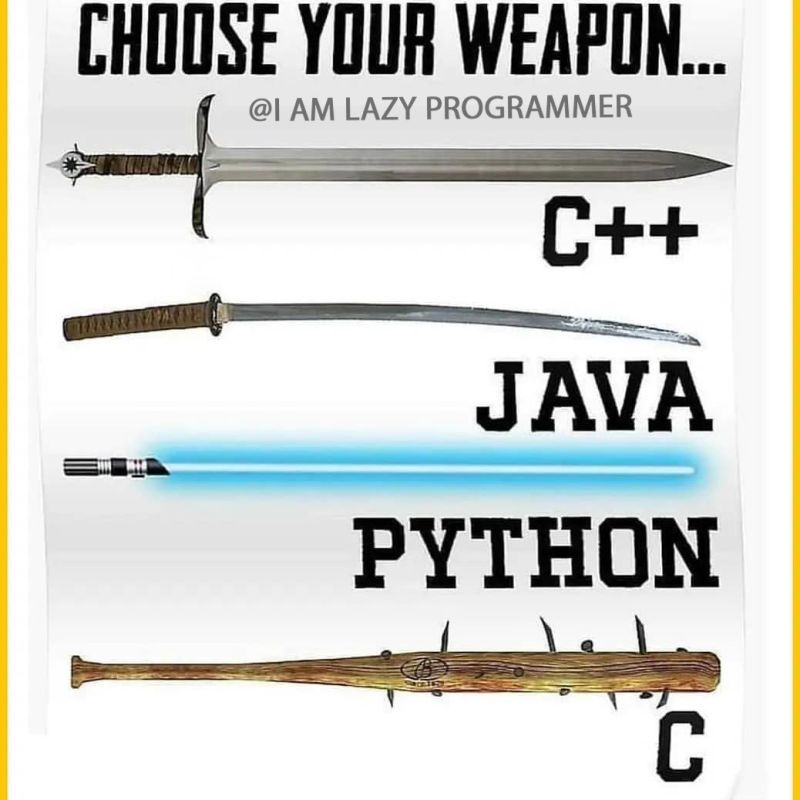 CHOOSE YOUR WEAPON...
@I AM LAZY PROGRAMMER
C++
JAVA
PYTHON
C